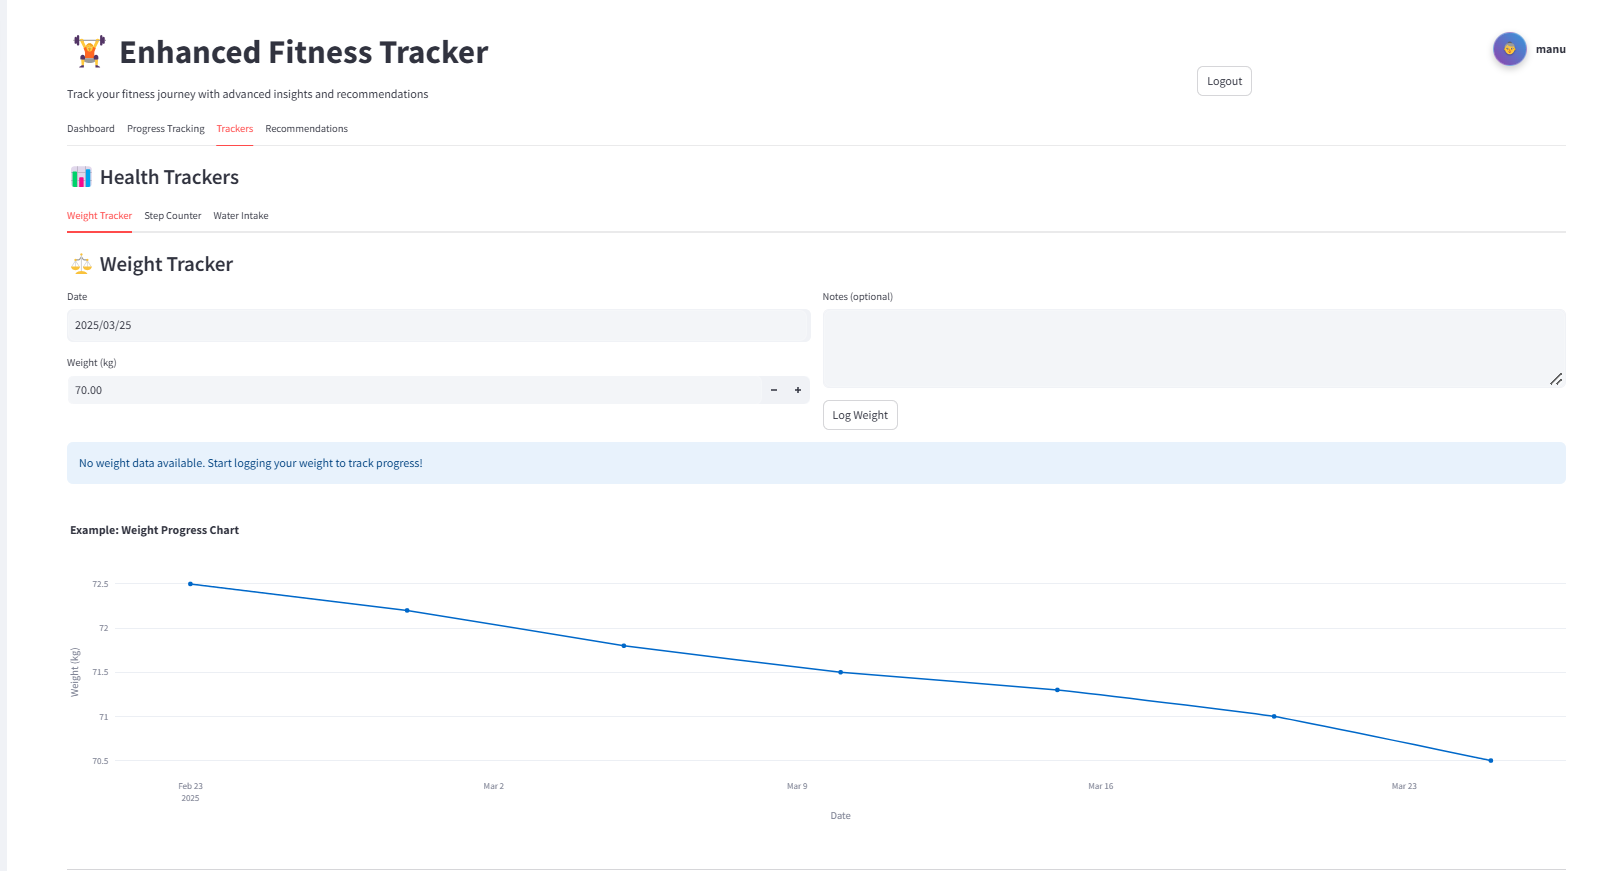 Enhanced Fitness Tracker
manu
Logout
Track your fitness journey with advanced insights and recommendations
Dashboard Progress Tracking Trackers Recommendations
Health Trackers
Weight Tracker Step Counter Water Intake
Weight Tracker
Date
Notes (optional)
2025/03/25
Weight (kg)
70.00 - +
Log Weight
No weight data available. Start logging your weight to track progress!
Example: Weight Progress Chart
72.5
72
71.5
71
70.5
Weight (kg)
Feb 23 Mar 2 Mar 9 Mar 16 Mar 23
2025
Date